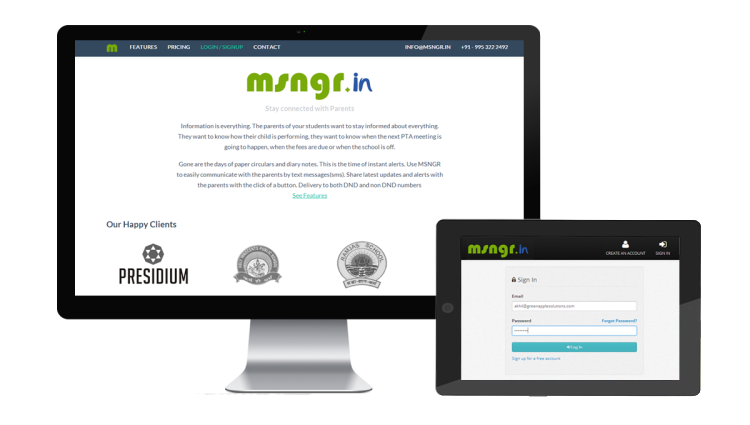 m FEATURES PRICING LOGIN / SIGNUP CONTACT INFO@MSNGR.IN +91 - 995 322 2492
msngr.in
Stay connected with Parents
Information is everything. The parents of your students want to stay informed about everything.
They want to know how their child is performing, they want to know when the next PTA meeting is
going to happen, when the fees are due or when the school is off.
Gone are the days of paper circulars and diary notes. This is the time of instant alerts. Use MSNGR
to easily communicate with the parents by text messages(sms). Share latest updates and alerts with
the parents with the click of a button. Delivery to both DND and non DND numbers
See Features
Our Happy Clients
PRESIDIUM
RAMJAS SCHOOL
msngr.in
CREATE AN ACCOUNT SIGN IN
Sign In
Email
Password Forgot Password?
Log In
Sign up for a free account